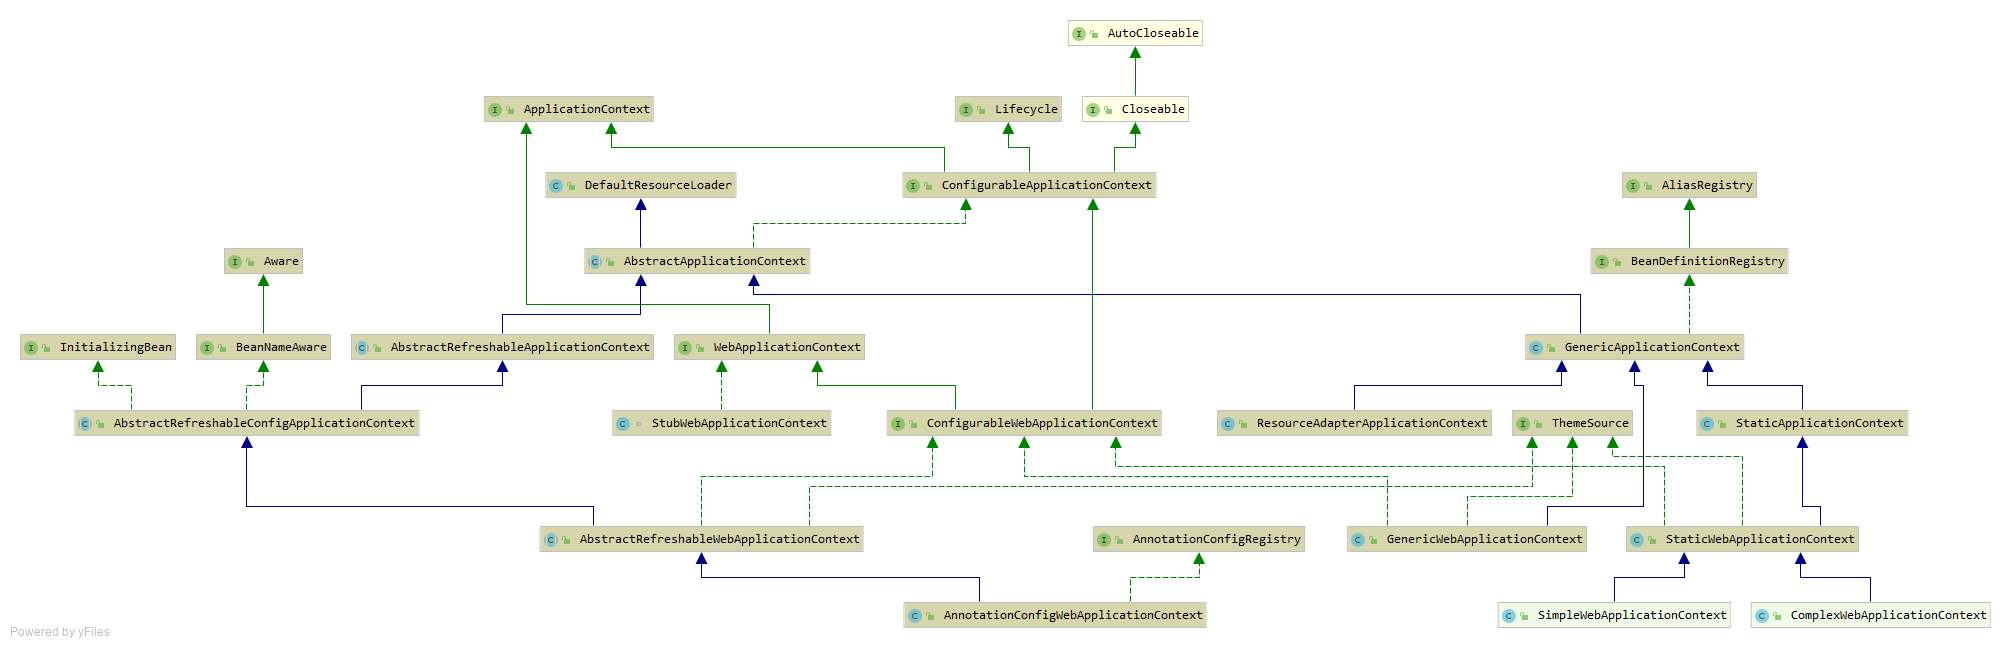 AutoCloseable
ApplicationContext
Lifecycle
Closeable
DefaultResourceLoader
ConfigurableApplicationContext
AliasRegistry
Aware
AbstractApplicationContext
BeanDefinitionRegistry
InitializingBean
BeanNameAware
AbstractRefreshableApplicationContext
WebApplicationContext
GenericApplicationContext
AbstractRefreshableConfigApplicationContext
StubWebApplicationContext
ConfigurableWebApplicationContext
ResourceAdapterApplicationContext
ThemeSource
StaticApplicationContext
AbstractRefreshableWebApplicationContext
AnnotationConfigRegistry
GenericWebApplicationContext
StaticWebApplicationContext
AnnotationConfigWebApplicationContext
SimpleWebApplicationContext
ComplexWebApplicationContext
Powered by yFiles